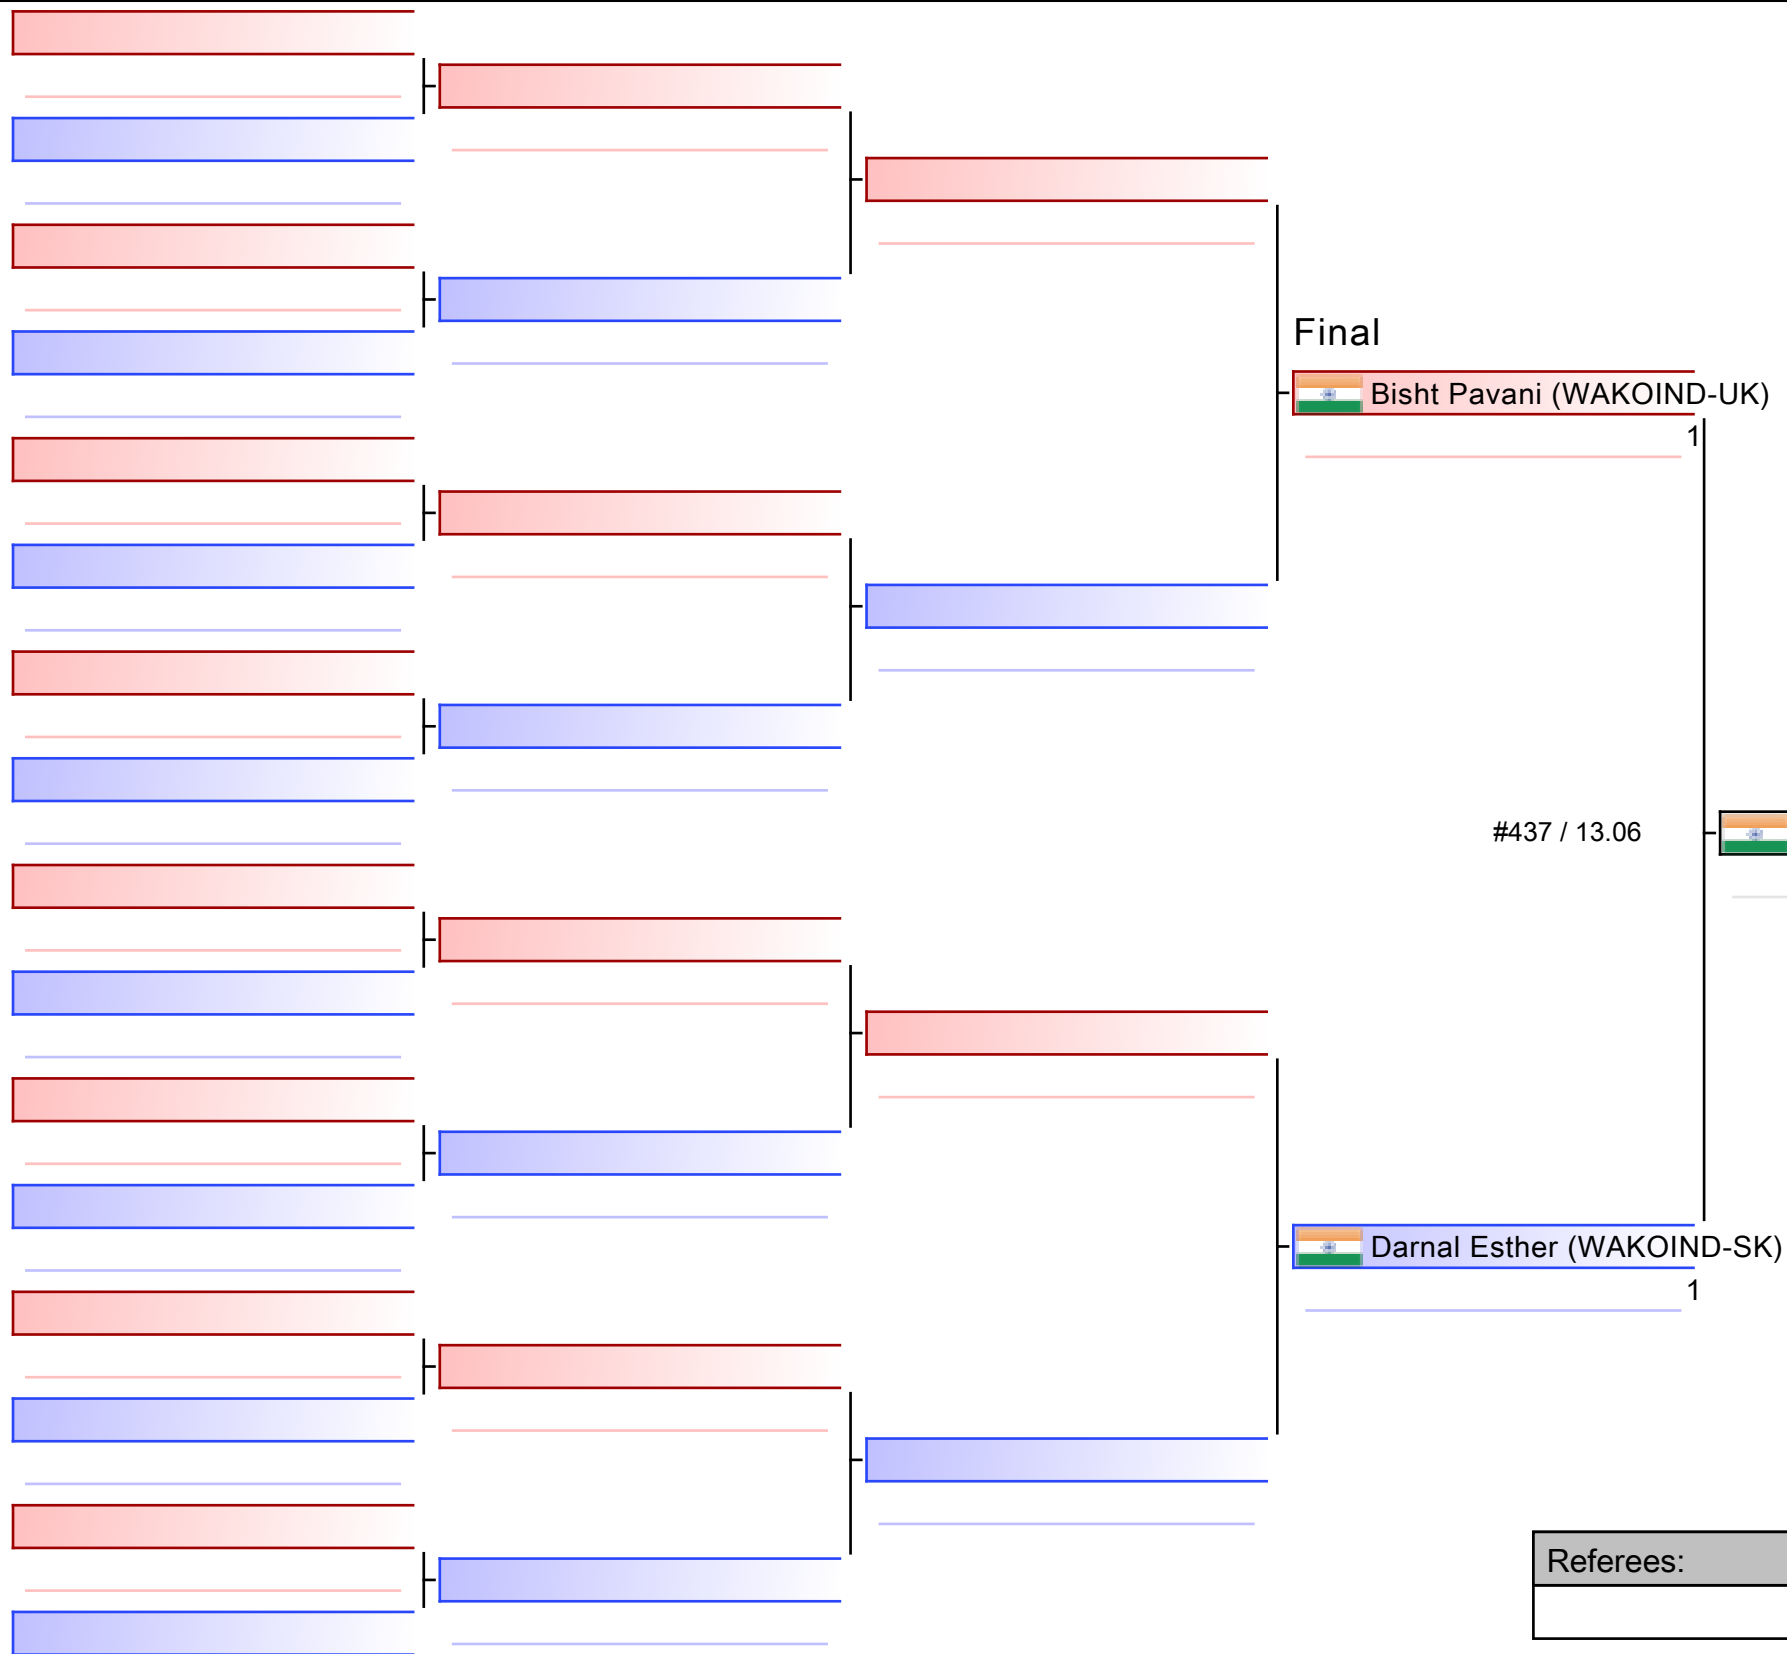 Final
Bisht Pavani (WAKOIND-UK)
1
#437 / 13.06
Darnal Esther (WAKOIND-SK)
1
Referees: